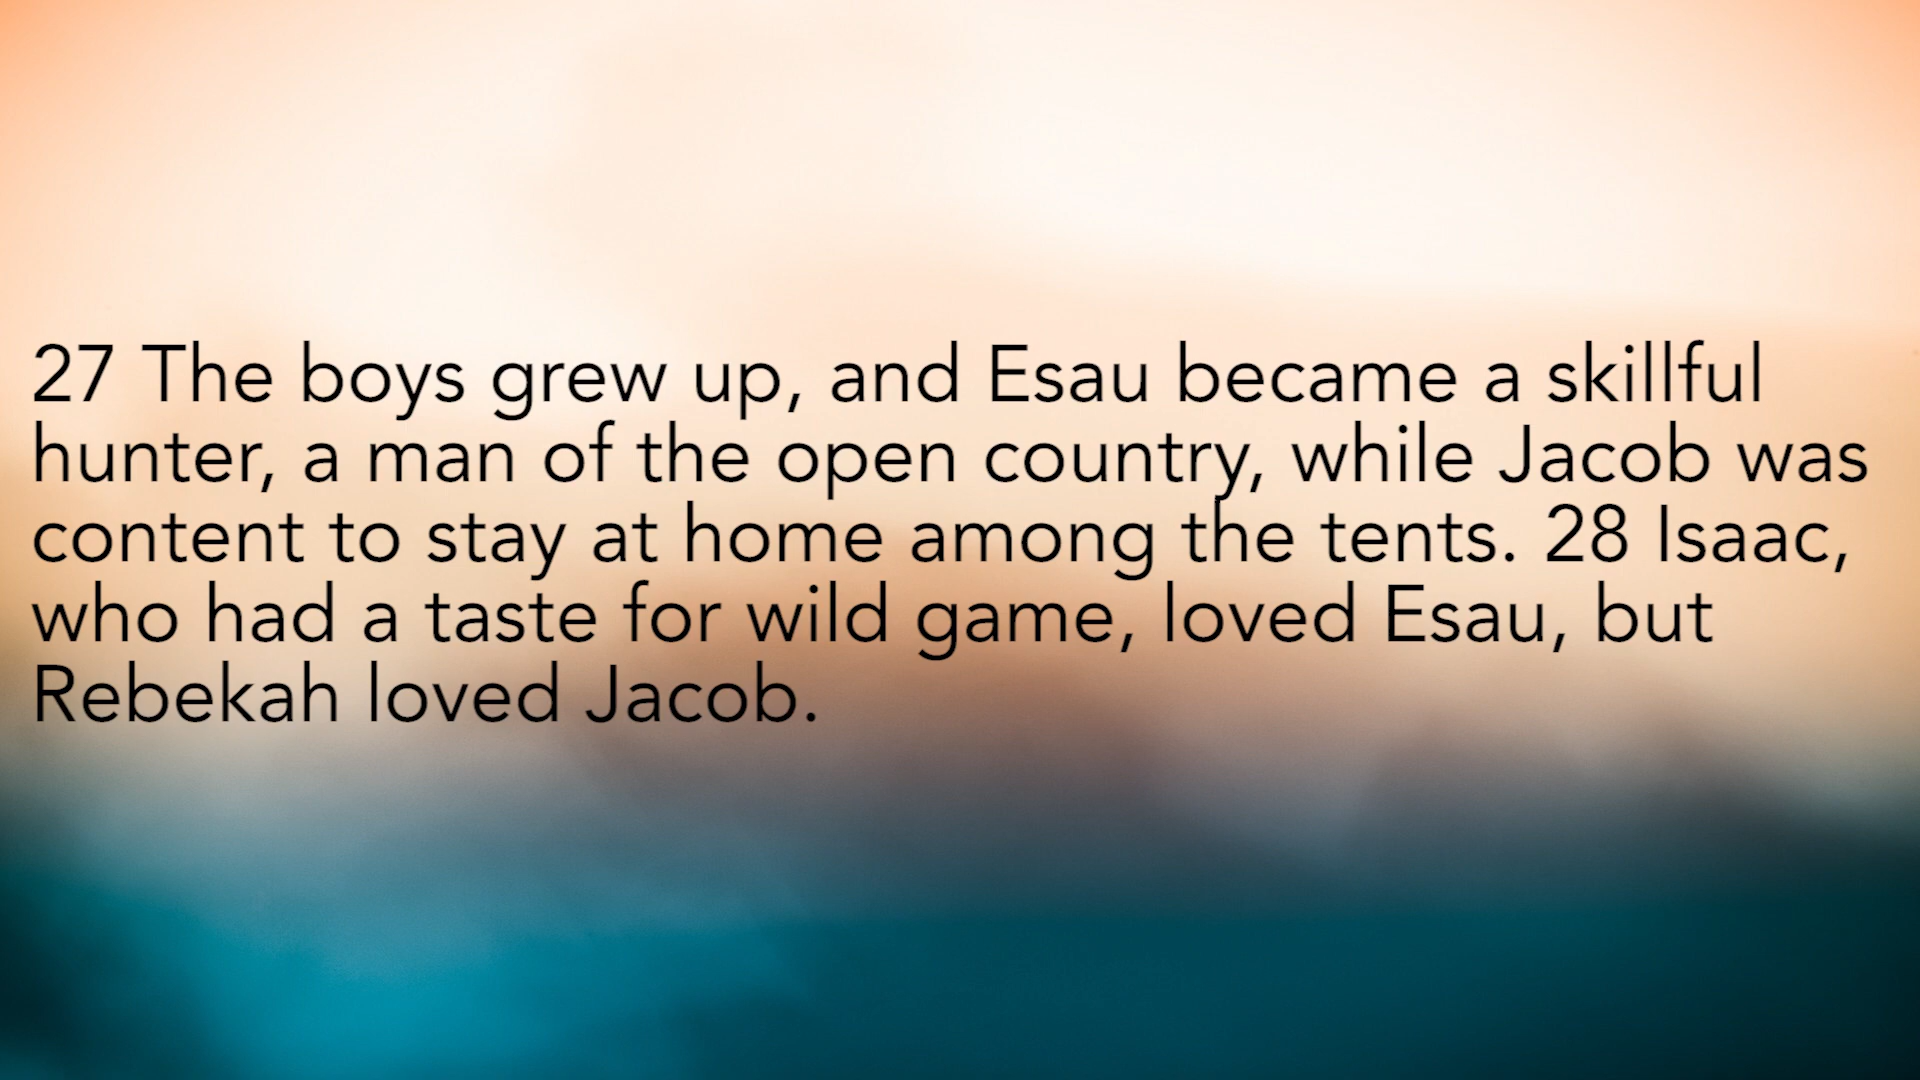 27 The boys grew up, and Esau became a skillful
hunter, a man of the open country, while Jacob was
content to stay at home among the tents. 28 Isaac,
who had a taste for wild game, loved Esau, but
Rebekah loved Jacob.